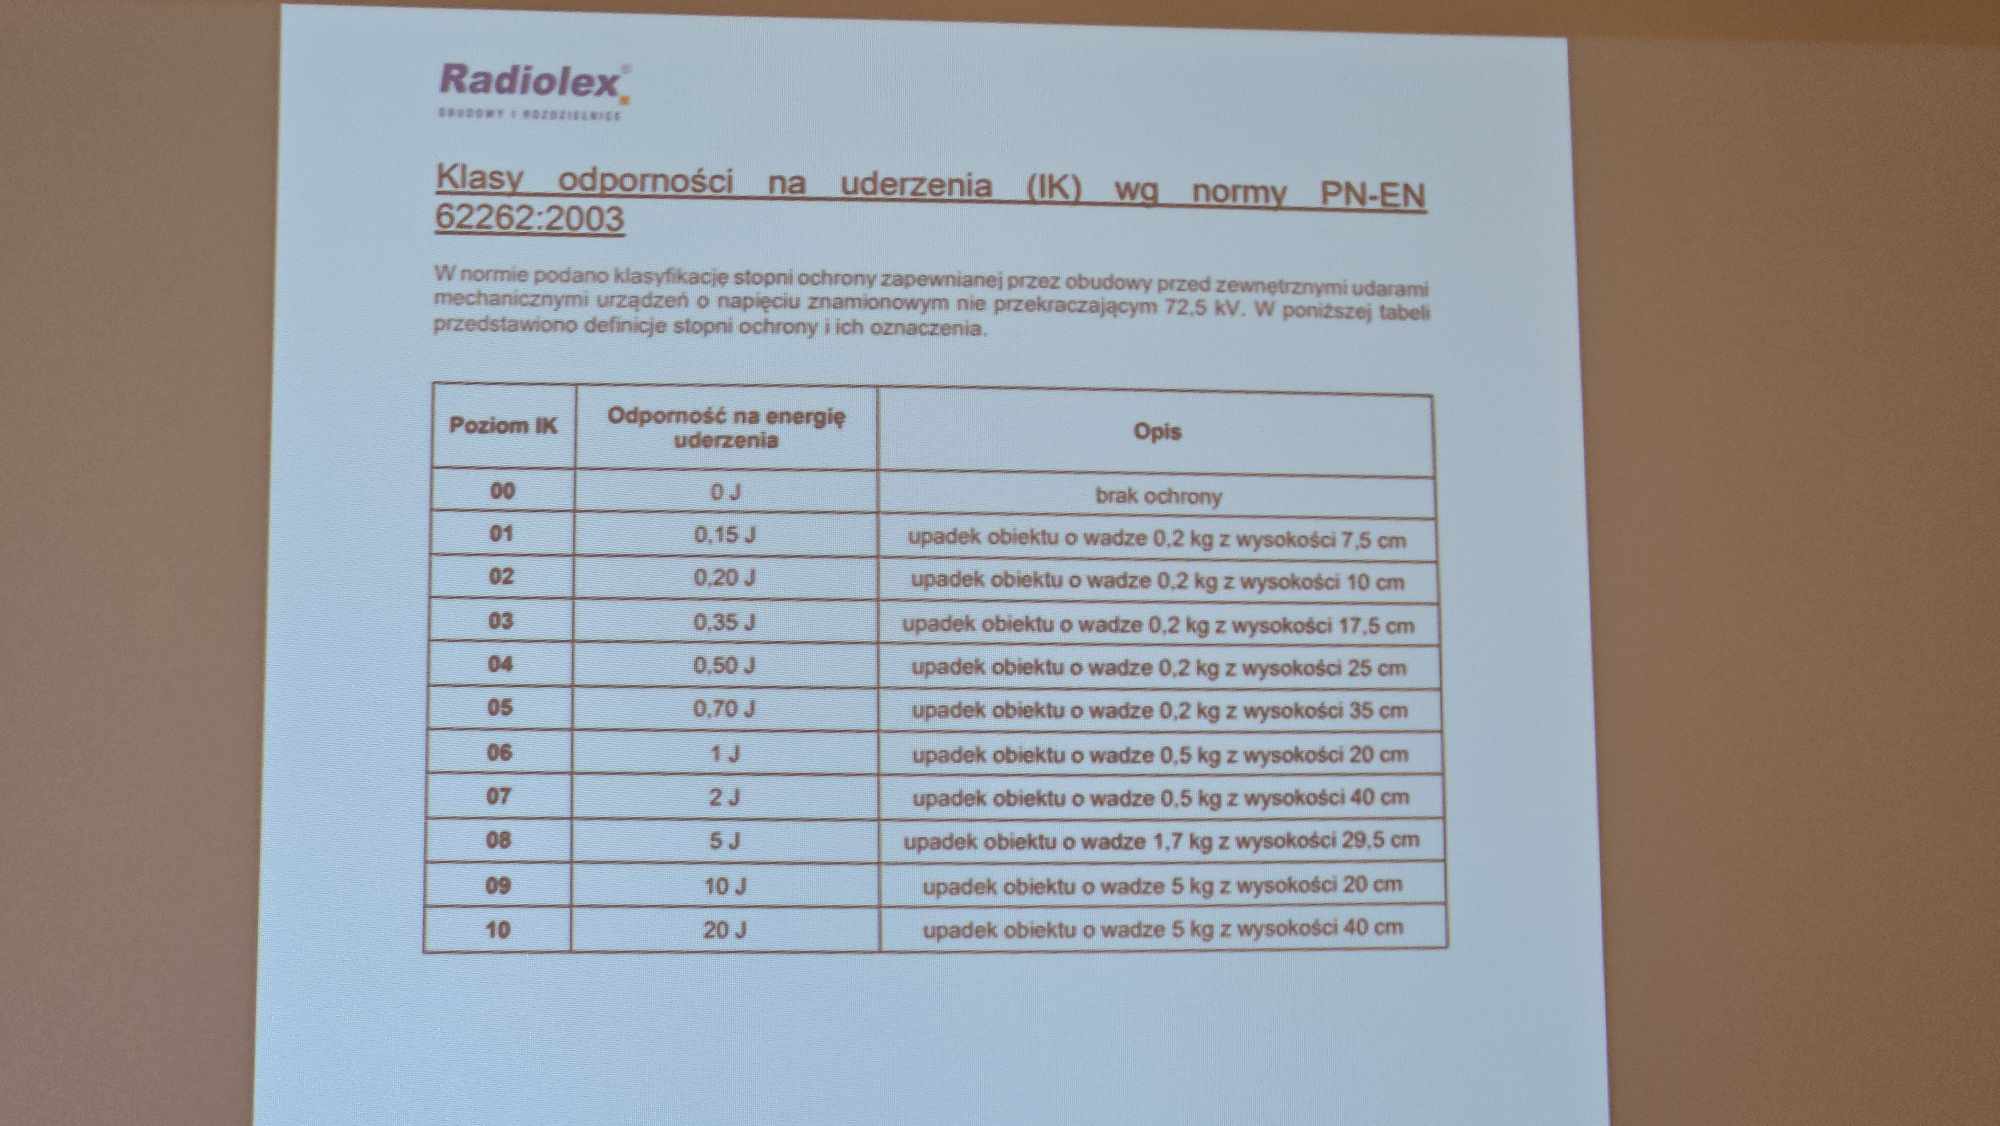 Radiolex®
OBUDOWY I ROZDZIELNICE
Klasy odporności na uderzenia (IK) wg normy PN-EN
62262:2003
W normie podano klasyfikację stopni ochrony zapewnianej przez obudowy przed zewnętrznymi udarami
mechanicznymi urządzeń o napięciu znamionowym nie przekraczającym 72,5 kV. W poniższej tabeli
przedstawiono definicje stopni ochrony i ich oznaczenia.
Poziom IK Odporność na energię uderzenia Opis
00 0 J brak ochrony
01 0,15 J upadek obiektu o wadze 0,2 kg z wysokości 7,5 cm
02 0,20 J upadek obiektu o wadze 0,2 kg z wysokości 10 cm
03 0,35 J upadek obiektu o wadze 0,2 kg z wysokości 17,5 cm
04 0,50 J upadek obiektu o wadze 0,2 kg z wysokości 25 cm
05 0,70 J upadek obiektu o wadze 0,2 kg z wysokości 35 cm
06 1 J upadek obiektu o wadze 0,5 kg z wysokości 20 cm
07 2 J upadek obiektu o wadze 0,5 kg z wysokości 40 cm
08 5 J upadek obiektu o wadze 1,7 kg z wysokości 29,5 cm
09 10 J upadek obiektu o wadze 5 kg z wysokości 20 cm
10 20 J upadek obiektu o wadze 5 kg z wysokości 40 cm